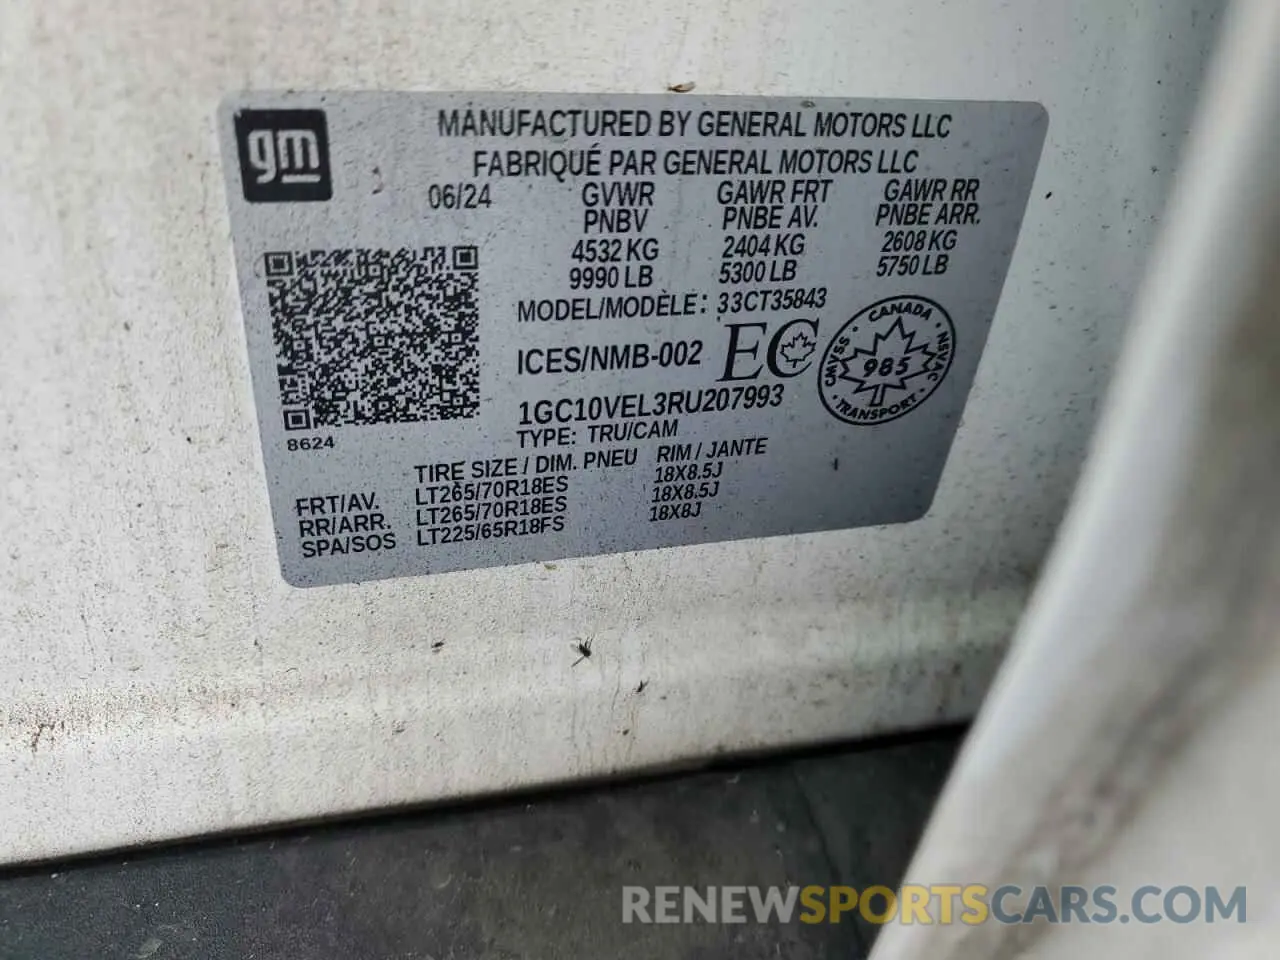 gm
MANUFACTURED BY GENERAL MOTORS LLC
FABRIQUÉ PAR GENERAL MOTORS LLC
06/24 GVWR GAWR FRT GAWR RR
PNBV PNBE AV. PNBE ARR.
4532 KG 2404 KG 2608 KG
9990 LB 5300 LB 5750 LB
MODEL/MODÈLE: 33CT35843
ICES/NMB-002 EC
CANADA
CMVSS 985 NSVAC
TRANSPORT
1GC10VEL3RU207993
8624 TYPE: TRU/CAM
TIRE SIZE / DIM. PNEU RIM / JANTE
FRT/AV. LT265/70R18ES 18X8.5J
RR/ARR. LT265/70R18ES 18X8.5J
SPA/SOS LT225/65R18FS 18X8J
RENEWSPORTSCARS.COM